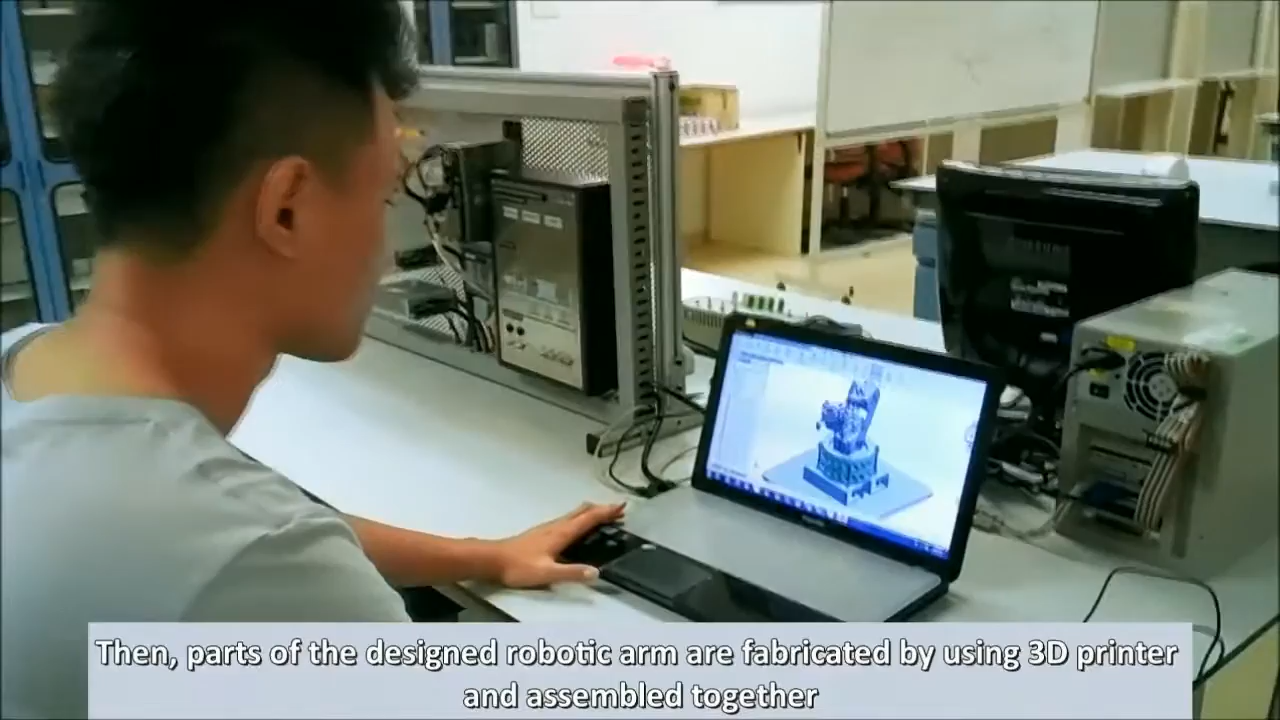 Then, parts of the designed robotic arm are fabricated by using 3D printer
and assembled together